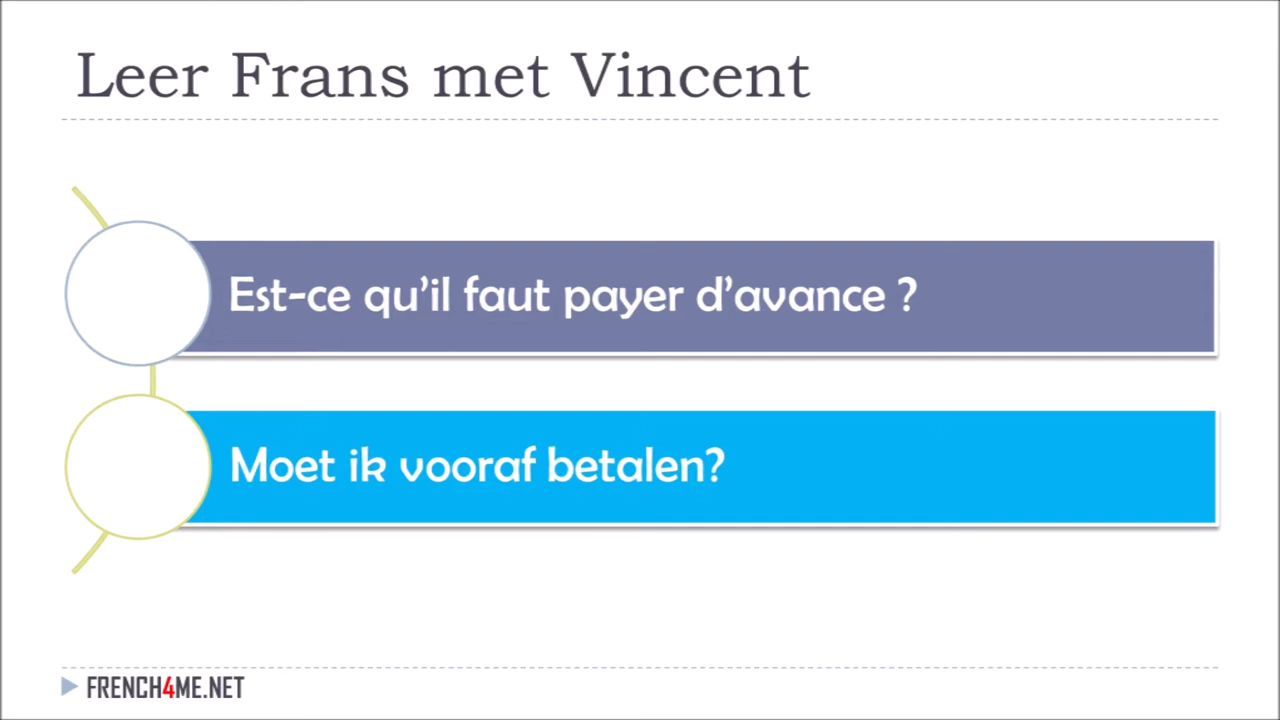 Leer Frans met Vincent
Est-ce qu’il faut payer d’avance ?
Moet ik vooraf betalen?
FRENCH4ME.NET